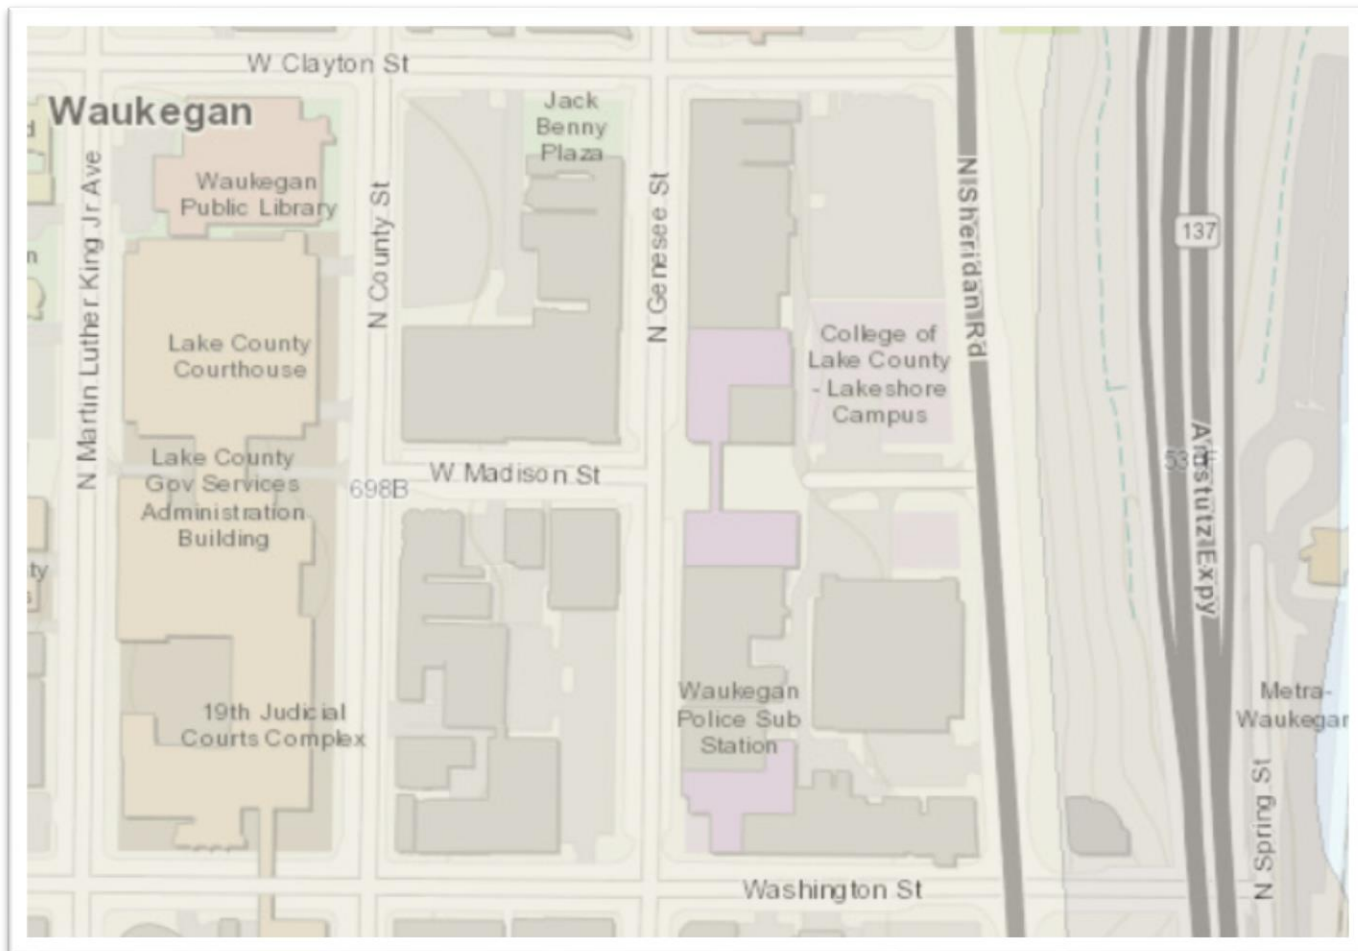 W Clayton St
Waukegan
Jack
Benny
Plaza
N Martin Luther King Jr Ave
Waukegan
Public Library
N County St
N Genesee St
N Sheridan Rd
137
Lake County
Courthouse
College of
Lake County
- Lakeshore
Campus
Lake County
Gov Services
Administration
Building
698B
W Madison St
Amstutz Expy
19th Judicial
Courts Complex
Waukegan
Police Sub
Station
Metra-
Waukegan
N Spring St
Washington St